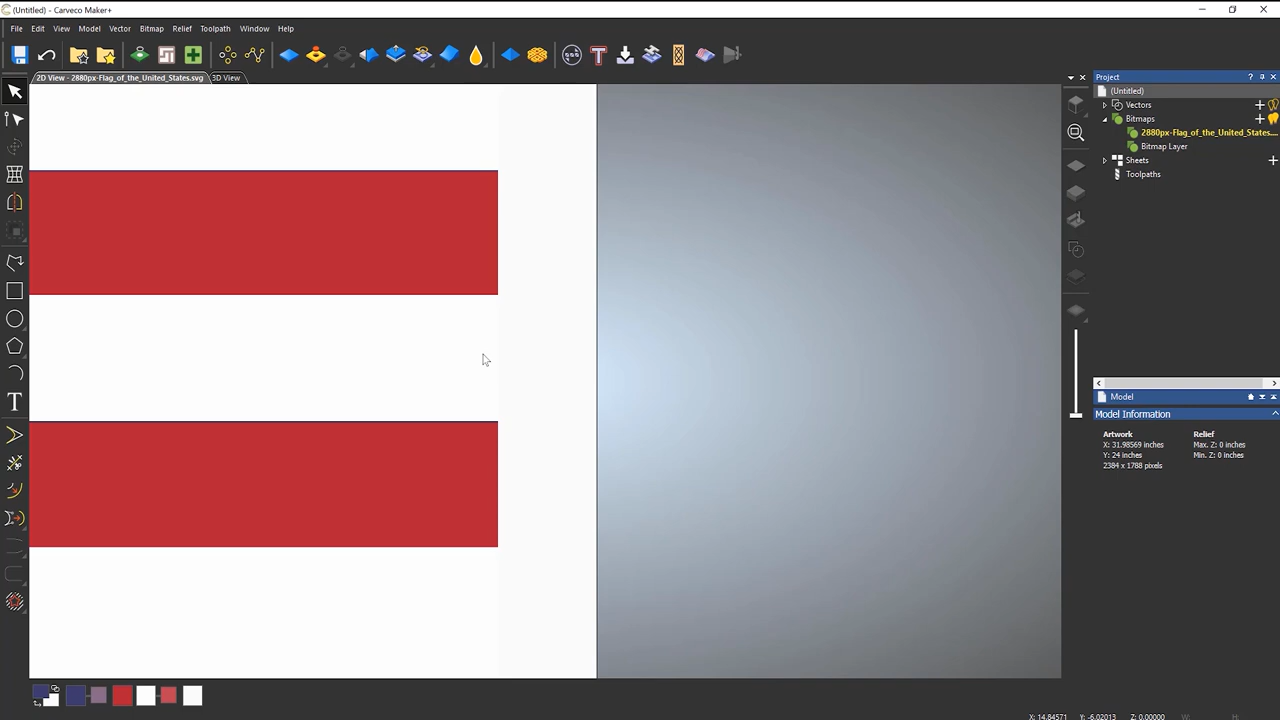 (Untitled) - Carveco Maker+
File Edit View Model Vector Bitmap Relief Toolpath Window Help
2D View - 2880px-Flag_of_the_United_States.svg 3D View
Project
(Untitled)
Vectors
Bitmaps
2880px-Flag_of_the_United_States....
Bitmap Layer
Sheets
Toolpaths
Model
Model Information
Artwork Relief
X: 31.98569 inches Max. Z: 0 inches
Y: 24 inches Min. Z: 0 inches
2384 x 1788 pixels
X: 14.84571 Y: -6.02013 Z: 0.00000 W: H: